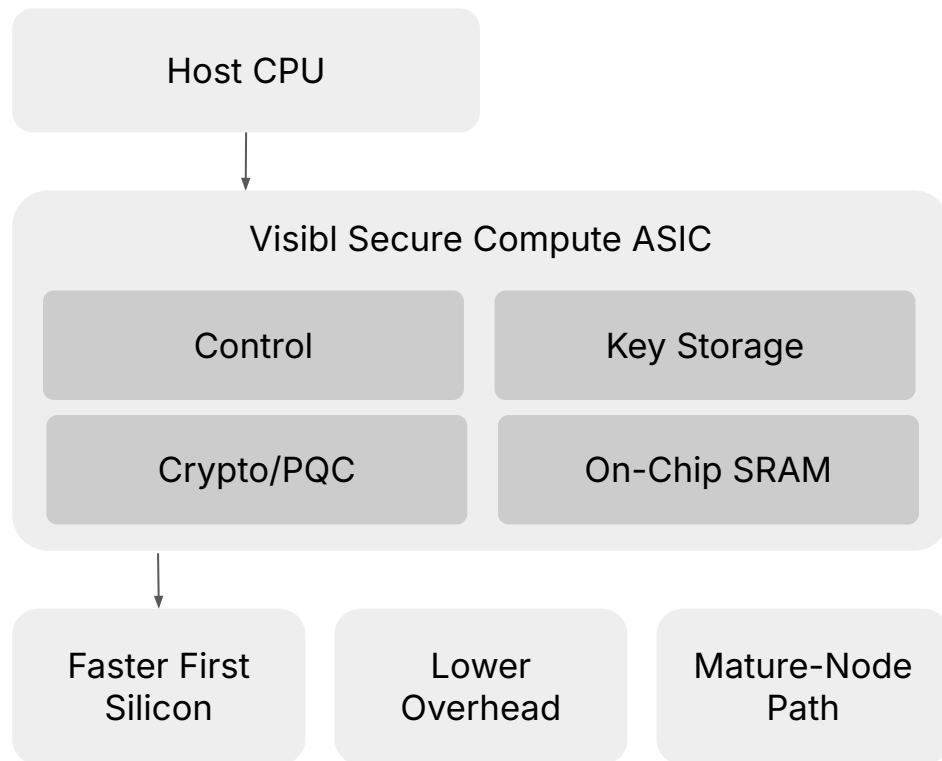 Host CPU
Visibl Secure Compute ASIC
Control
Key Storage
Crypto/PQC
On-Chip SRAM
Faster First
Silicon
Lower
Overhead
Mature-Node
Path